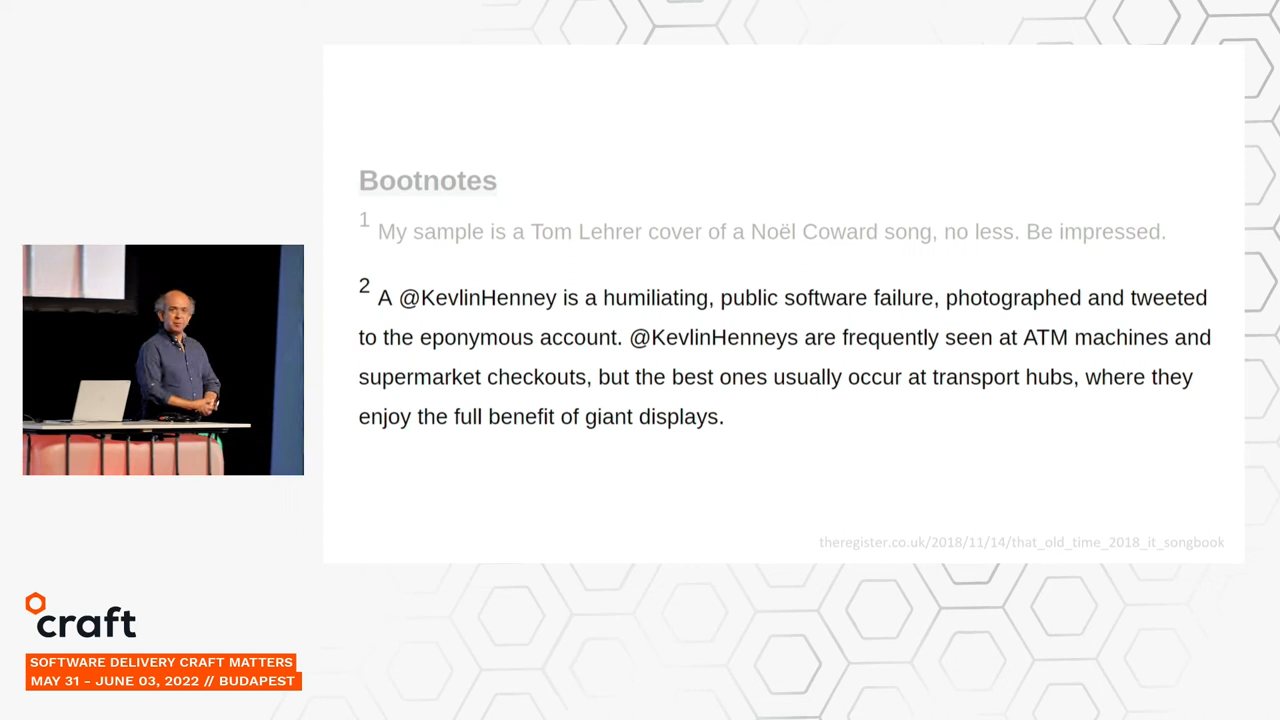 Bootnotes
1 My sample is a Tom Lehrer cover of a Noël Coward song, no less. Be impressed.
2 A @KevlinHenney is a humiliating, public software failure, photographed and tweeted
to the eponymous account. @KevlinHenneys are frequently seen at ATM machines and
supermarket checkouts, but the best ones usually occur at transport hubs, where they
enjoy the full benefit of giant displays.
theregister.co.uk/2018/11/14/that_old_time_2018_it_songbook
craft
SOFTWARE DELIVERY CRAFT MATTERS
MAY 31 - JUNE 03, 2022 // BUDAPEST